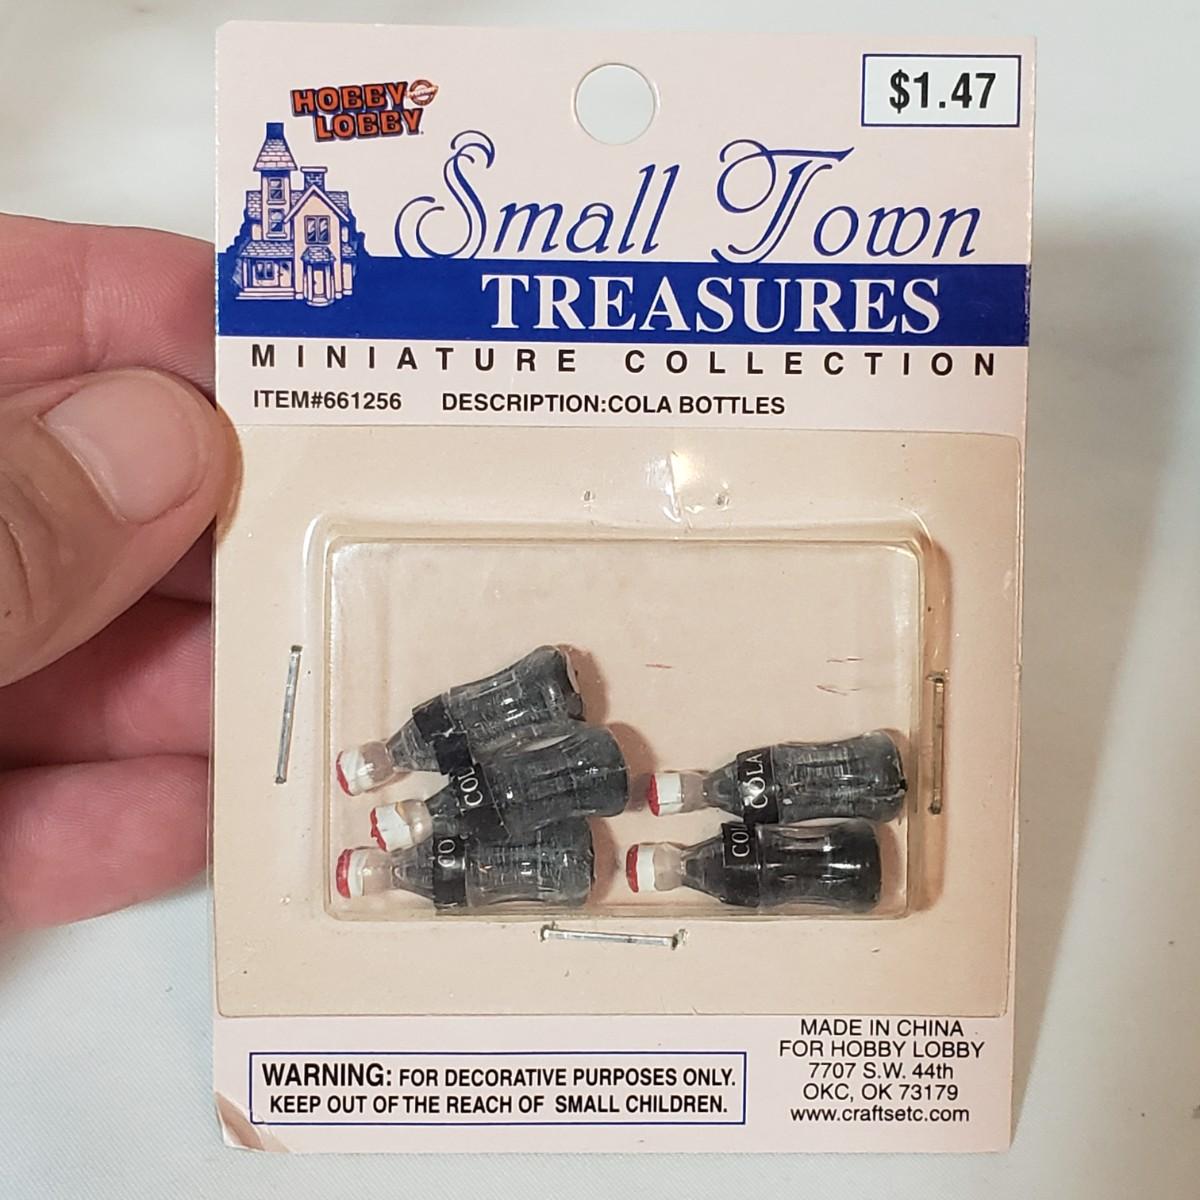 HOBBY
LOBBY
$1.47
Small Town
TREASURES
MINIATURE COLLECTION
ITEM#661256 DESCRIPTION:COLA BOTTLES
COLA
COLA
WARNING: FOR DECORATIVE PURPOSES ONLY.
KEEP OUT OF THE REACH OF SMALL CHILDREN.
MADE IN CHINA
FOR HOBBY LOBBY
7707 S.W. 44th
OKC, OK 73179
www.craftsetc.com